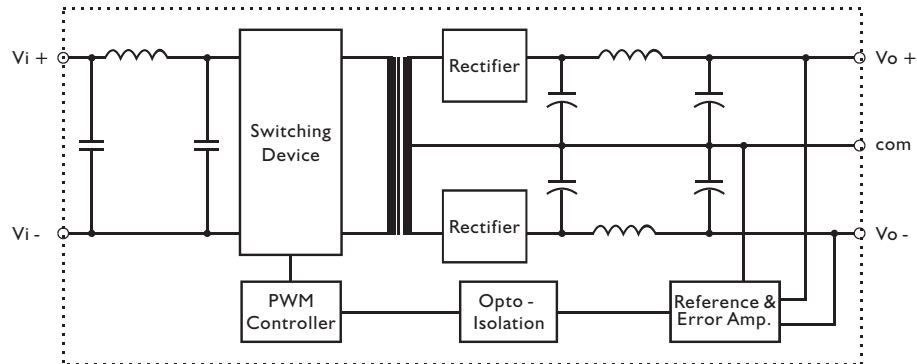 Vi +
Rectifier
Vo +
Switching
Device
com
Rectifier
Vi -
Vo -
PWM
Controller
Opto -
Isolation
Reference &
Error Amp.